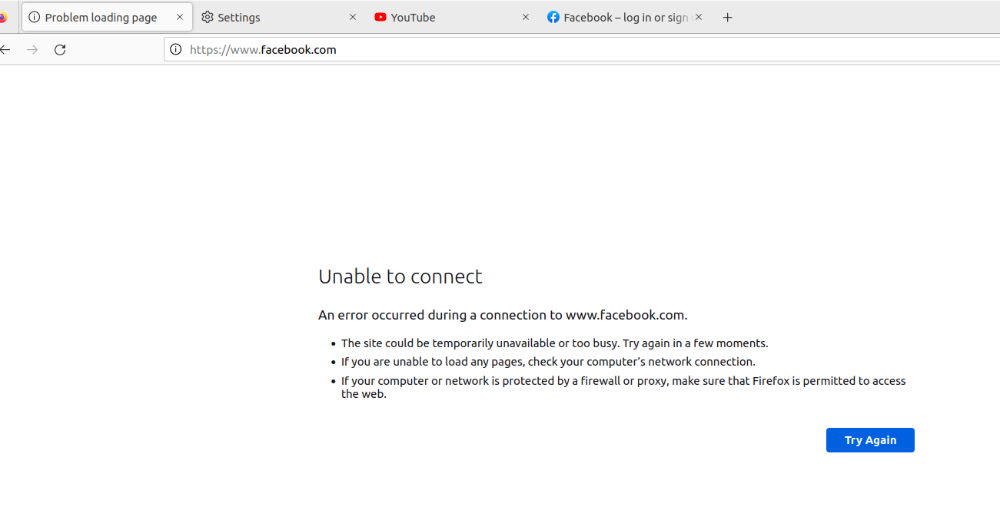 Problem loading page
Settings
YouTube
Facebook – log in or sign
https://www.facebook.com
Unable to connect
An error occurred during a connection to www.facebook.com.
• The site could be temporarily unavailable or too busy. Try again in a few moments.
• If you are unable to load any pages, check your computer’s network connection.
• If your computer or network is protected by a firewall or proxy, make sure that Firefox is permitted to access
the web.
Try Again